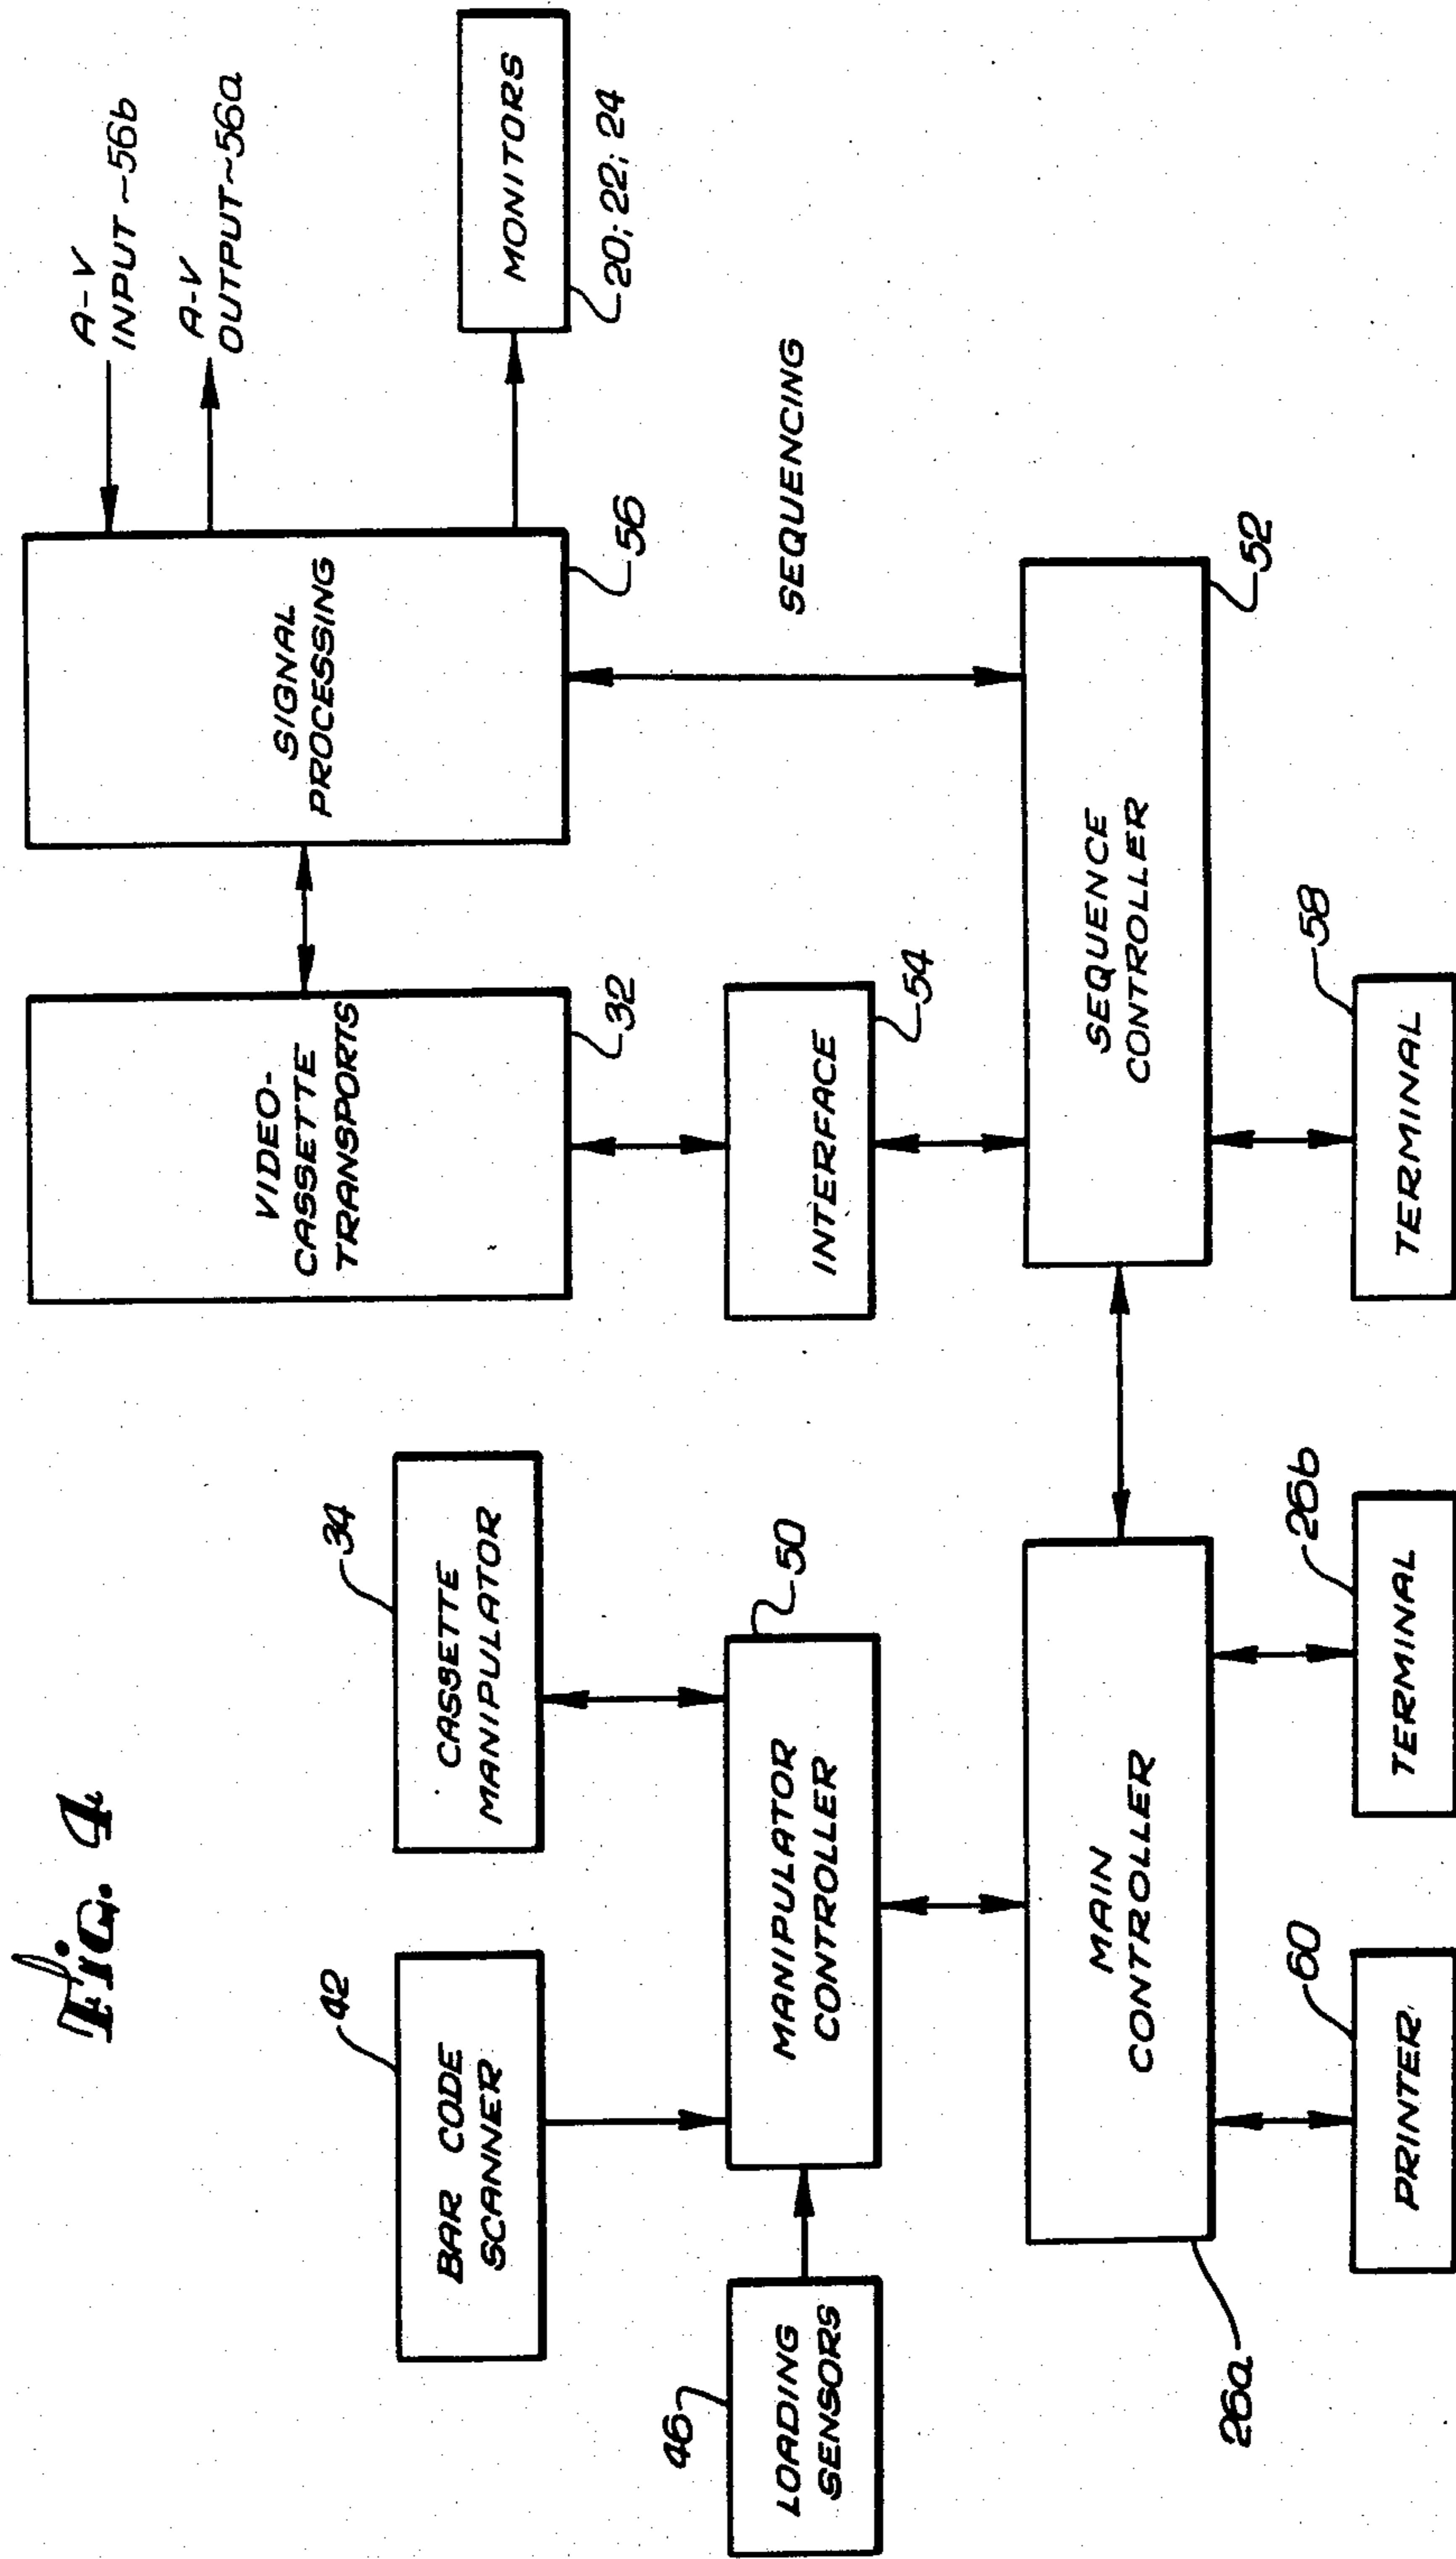 Fig. 4
A-V
INPUT ~56b
A-V
OUTPUT~56a
VIDEO-
CASSETTE
TRANSPORTS
32
SIGNAL
PROCESSING
56
MONITORS
20; 22; 24
42
BAR CODE
SCANNER
34
CASSETTE
MANIPULATOR
46
LOADING
SENSORS
MANIPULATOR
CONTROLLER
50
INTERFACE
54
SEQUENCING
MAIN
CONTROLLER
26a
SEQUENCE
CONTROLLER
52
PRINTER
60
TERMINAL
26b
TERMINAL
58